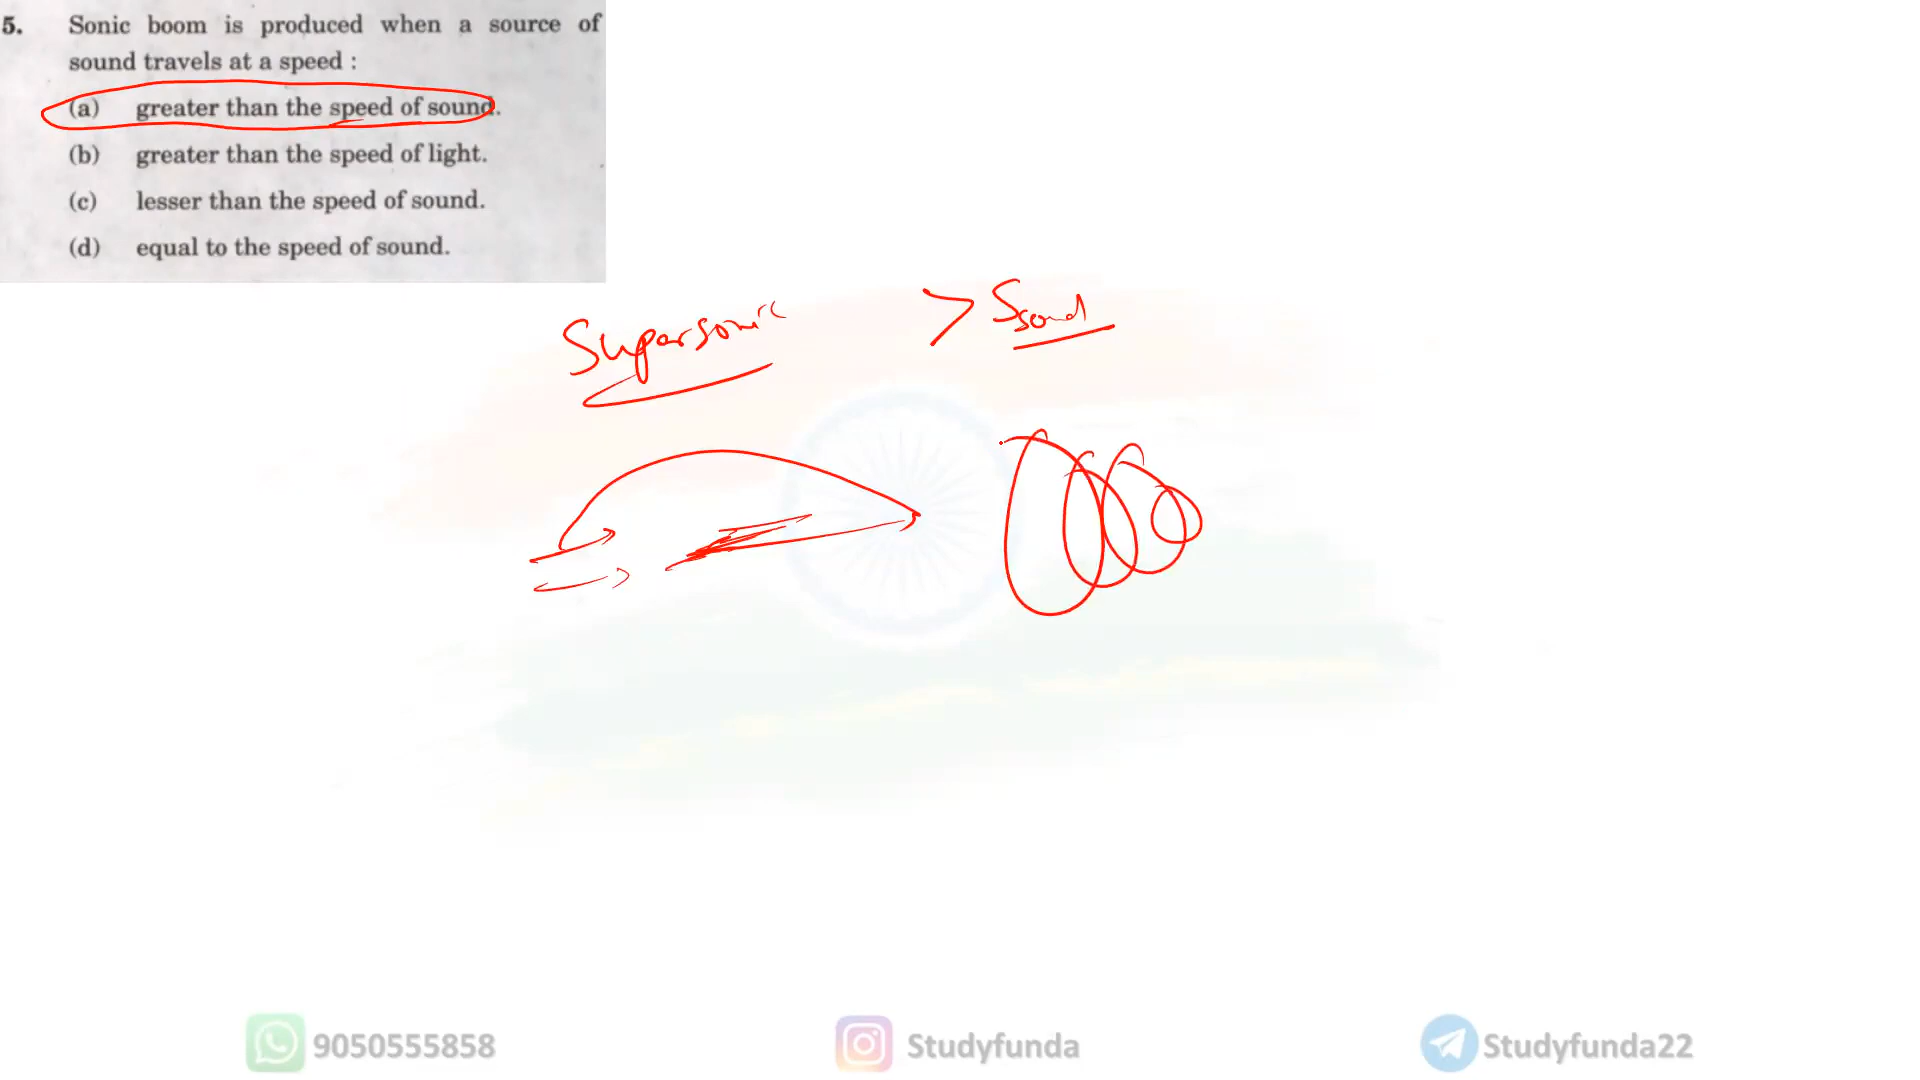 5. Sonic boom is produced when a source of
sound travels at a speed :
(a) greater than the speed of sound.
(b) greater than the speed of light.
(c) lesser than the speed of sound.
(d) equal to the speed of sound.
Supersonic > Ssound
9050555858 Studyfunda Studyfunda22